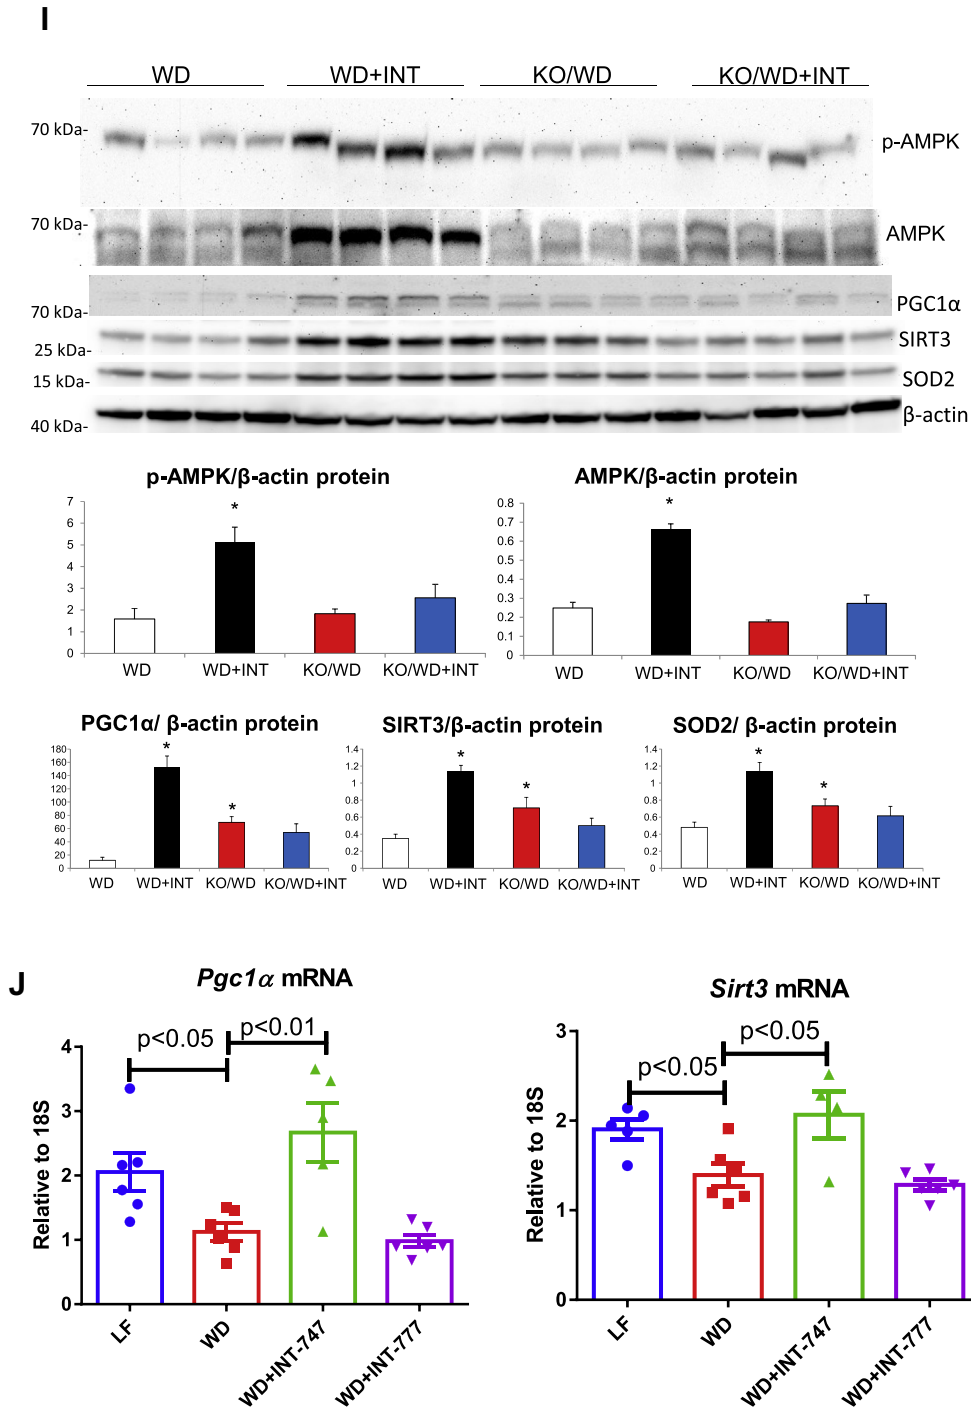 I
WD WD+INT KO/WD KO/WD+INT
70 kDa- p-AMPK
70 kDa- AMPK
70 kDa- PGC1α
25 kDa- SIRT3
15 kDa- SOD2
40 kDa- β-actin
p-AMPK/β-actin protein
7
6
5
4
3
2
1
0
*
WD WD+INT KO/WD KO/WD+INT
AMPK/β-actin protein
0.8
0.7
0.6
0.5
0.4
0.3
0.2
0.1
0
*
WD WD+INT KO/WD KO/WD+INT
PGC1α/ β-actin protein
180
160
140
120
100
80
60
40
20
0
*
*
WD WD+INT KO/WD KO/WD+INT
SIRT3/β-actin protein
1.4
1.2
1
0.8
0.6
0.4
0.2
0
*
*
WD WD+INT KO/WD KO/WD+INT
SOD2/ β-actin protein
1.4
1.2
1
0.8
0.6
0.4
0.2
0
*
*
WD WD+INT KO/WD KO/WD+INT
J
Pgc1α mRNA
p<0.05 p<0.01
Relative to 18S
4
3
2
1
0
LF WD WD+INT-747 WD+INT-777
Sirt3 mRNA
p<0.05
p<0.05
Relative to 18S
3
2
1
0
LF WD WD+INT-747 WD+INT-777